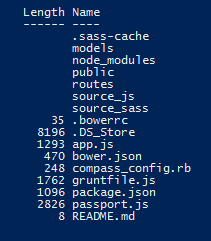 Length Name
------ ----
.sass-cache
models
node_modules
public
routes
source_js
source_sass
35 .bowerrc
8196 .DS_Store
1293 app.js
470 bower.json
248 compass_config.rb
1762 gruntfile.js
1096 package.json
2826 passport.js
8 README.md